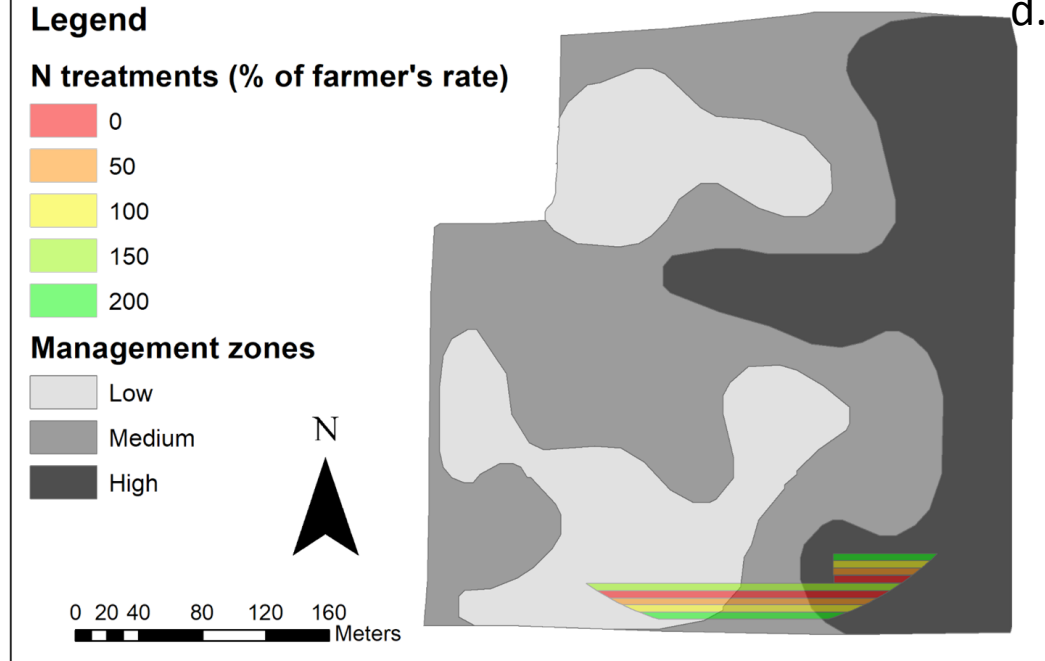 d.
Legend
N treatments (% of farmer's rate)
0
50
100
150
200
Management zones
Low
Medium
High
N
0 20 40 80 120 160
Meters